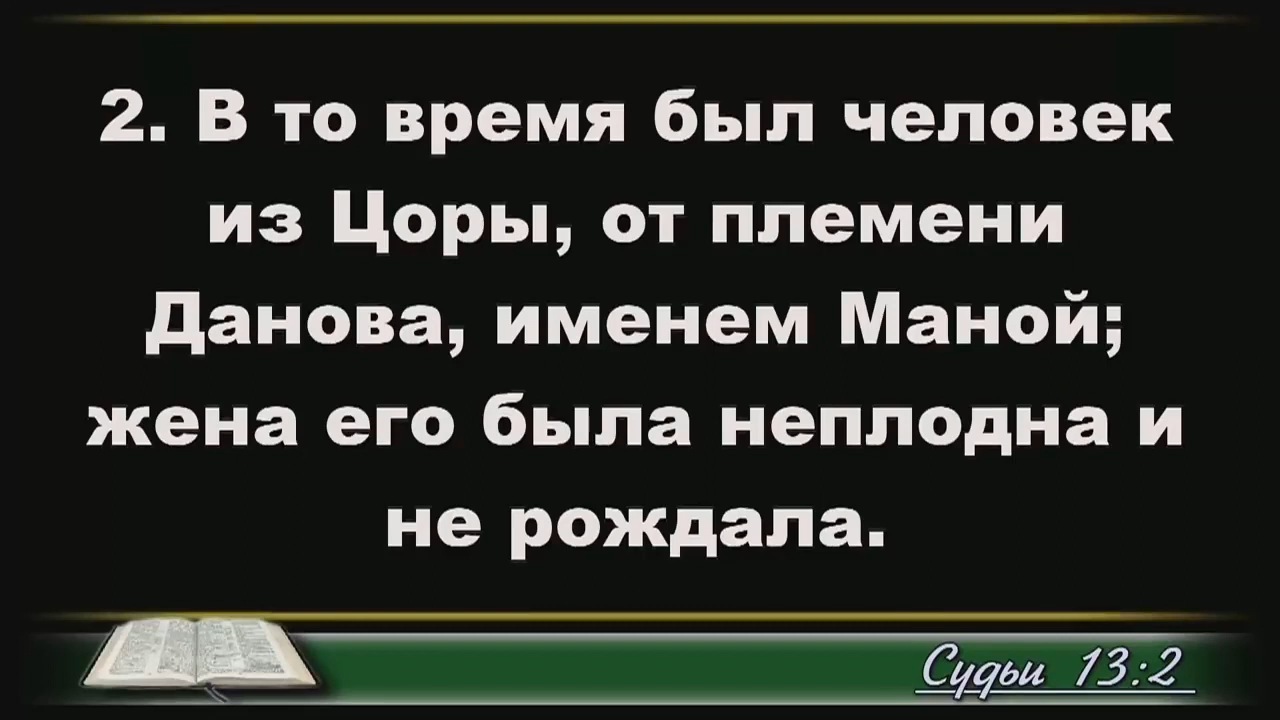 2. В то время был человек
из Цоры, от племени
Данова, именем Маной;
жена его была неплодна и
не рождала.
Судьи 13:2